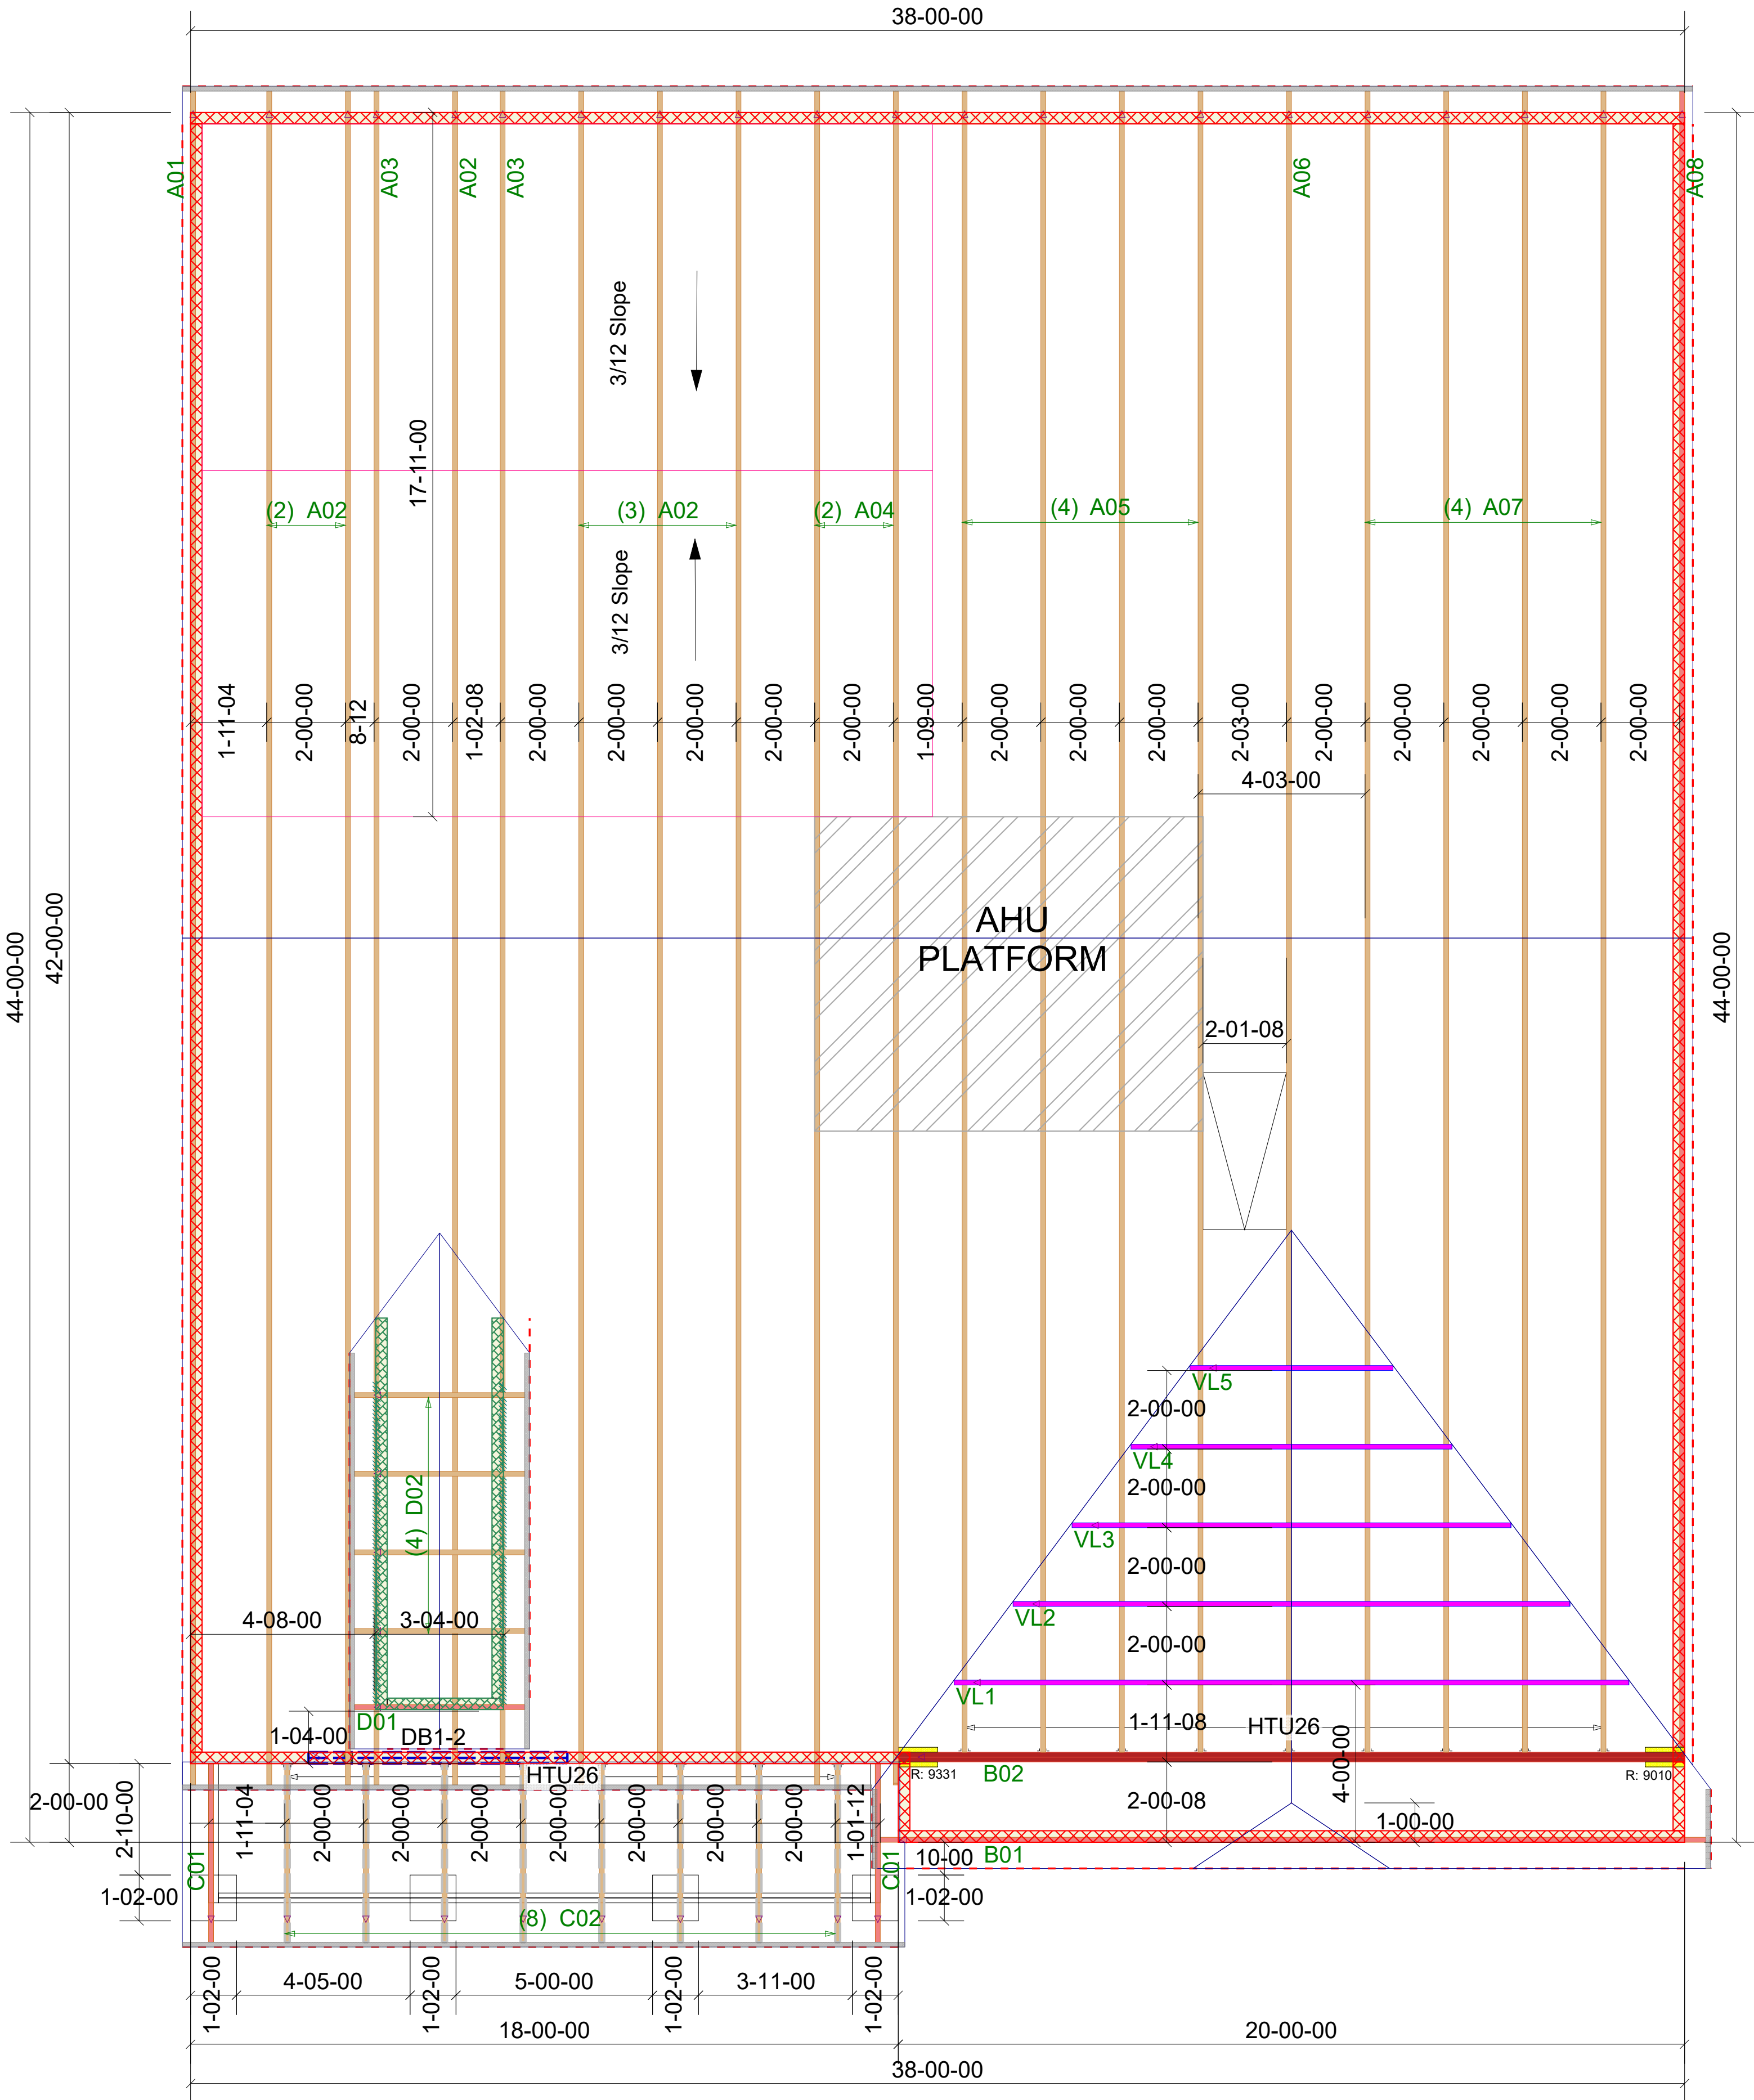 38-00-00
A01
A03
A02
A03
A06
A08
3/12 Slope
17-11-00
(2) A02
(3) A02
(2) A04
(4) A05
(4) A07
3/12 Slope
1-11-04
2-00-00
8-12
2-00-00
1-02-08
2-00-00
2-00-00
2-00-00
2-00-00
2-00-00
1-09-00
2-00-00
2-00-00
2-00-00
2-03-00
2-00-00
2-00-00
2-00-00
2-00-00
2-00-00
4-03-00
44-00-00
42-00-00
44-00-00
AHU
PLATFORM
2-01-08
VL5
2-00-00
VL4
2-00-00
VL3
2-00-00
VL2
2-00-00
VL1
(4) D02
4-08-00
3-04-00
D01
1-04-00
DB1-2
1-11-08
HTU26
4-00-00
HTU26
R: 9331
B02
R: 9010
2-00-00
2-10-00
1-11-04
2-00-00
2-00-00
2-00-00
2-00-00
2-00-00
2-00-00
2-00-00
1-01-12
2-00-08
1-00-00
C01
C01
B01
10-00
1-02-00
1-02-00
(8) C02
1-02-00
4-05-00
1-02-00
5-00-00
1-02-00
3-11-00
1-02-00
18-00-00
20-00-00
38-00-00